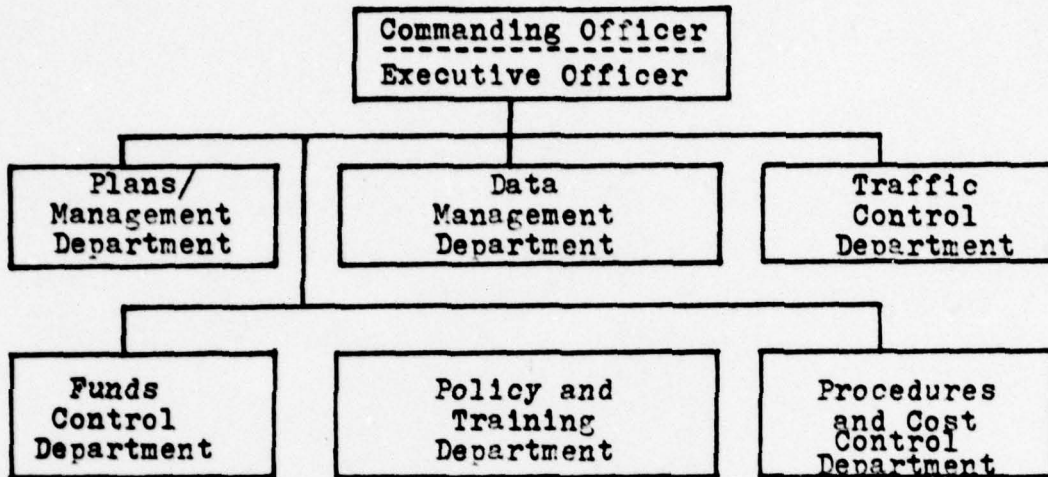 Commanding Officer
Executive Officer
Plans/
Management
Department
Data
Management
Department
Traffic
Control
Department
Funds
Control
Department
Policy and
Training
Department
Procedures
and Cost
Control
Department